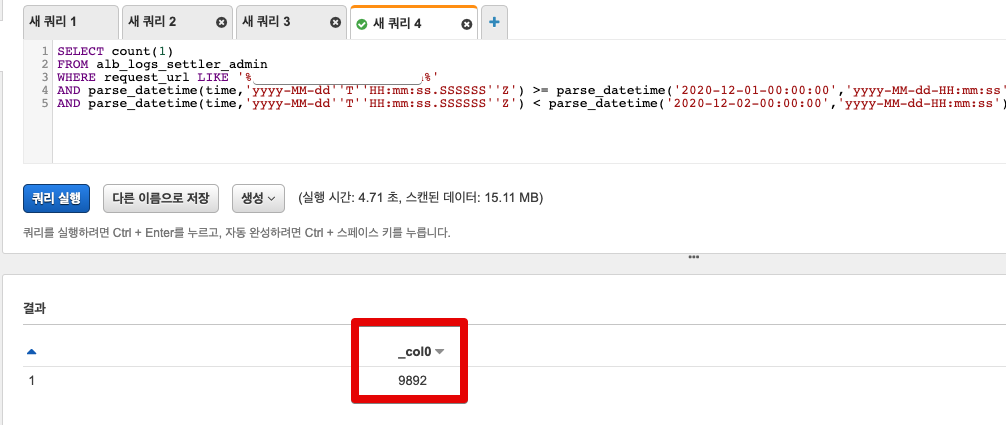 새 쿼리 1 새 쿼리 2 새 쿼리 3 새 쿼리 4
1 SELECT count(1)
2 FROM alb_logs_settler_admin
3 WHERE request_url LIKE '% %'
4 AND parse_datetime(time,'yyyy-MM-dd''T''HH:mm:ss.SSSSSS''Z') >= parse_datetime('2020-12-01-00:00:00','yyyy-MM-dd-HH:mm:ss'
5 AND parse_datetime(time,'yyyy-MM-dd''T''HH:mm:ss.SSSSSS''Z') < parse_datetime('2020-12-02-00:00:00','yyyy-MM-dd-HH:mm:ss')
쿼리 실행 다른 이름으로 저장 생성 (실행 시간: 4.71 초, 스캔된 데이터: 15.11 MB)
쿼리를 실행하려면 Ctrl + Enter를 누르고, 자동 완성하려면 Ctrl + 스페이스 키를 누릅니다.
결과
_col0
1 9892